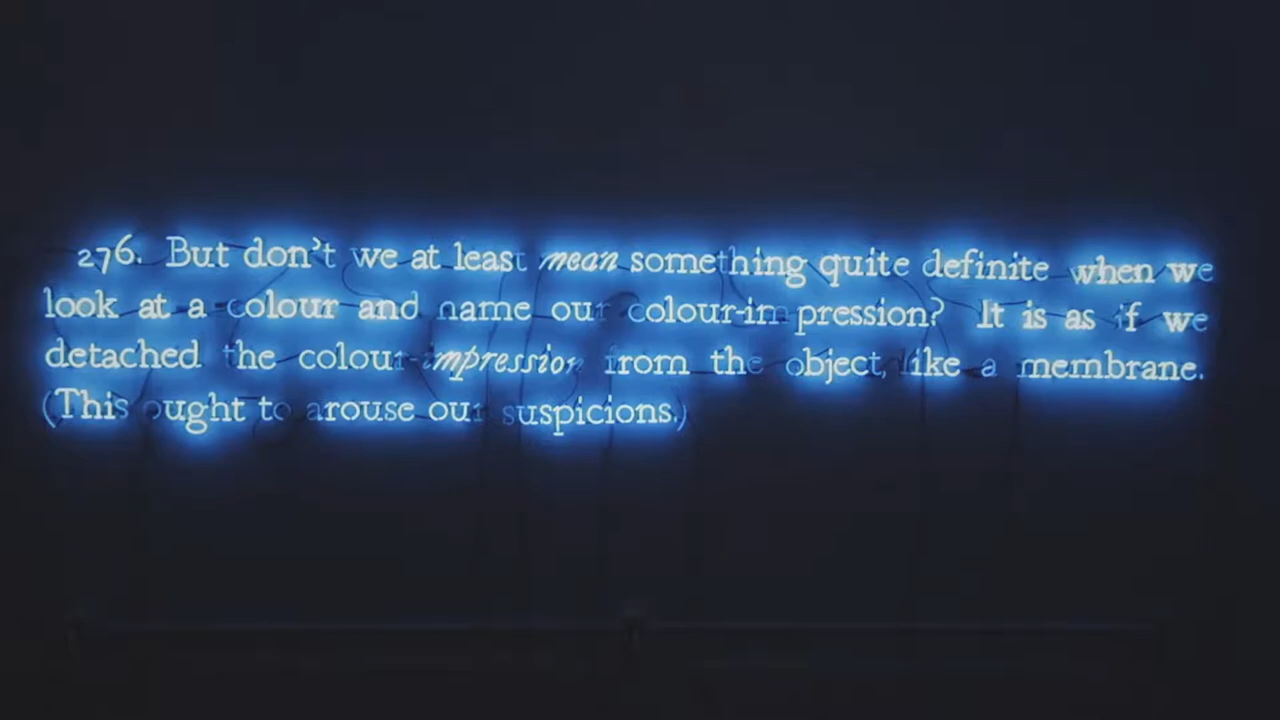 276. But don't we at least mean something quite definite when we
look at a colour and name our colour-im pression? It is as if we
detached the colour-impression from the object, like a membrane.
(This ought to arouse our suspicions.)